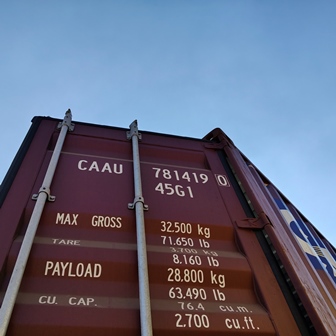 CAAU 781419 0
45G1
MAX GROSS 32.500 kg
71.650 lb
TARE 3.700 kg
8.160 lb
PAYLOAD 28.800 kg
63.490 lb
CU. CAP. 76.4 cu.m.
2.700 cu.ft.